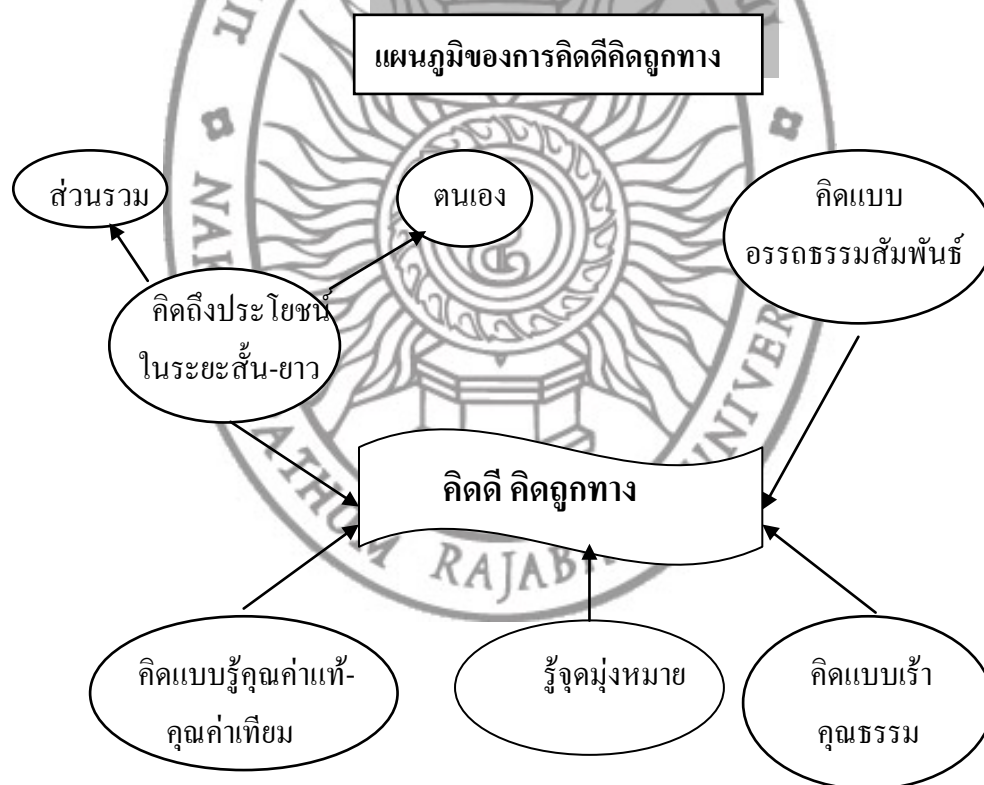 แผนภูมิของการคิดดีคิดถูกทาง
ส่วนรวม
ตนเอง
คิดแบบ
อรรถธรรมสัมพันธ์
คิดถึงประโยชน์
ในระยะสั้น-ยาว
คิดดี คิดถูกทาง
คิดแบบรู้คุณค่าแท้-
คุณค่าเทียม
รู้จุดมุ่งหมาย
คิดแบบเร้า
คุณธรรม
RAJAB